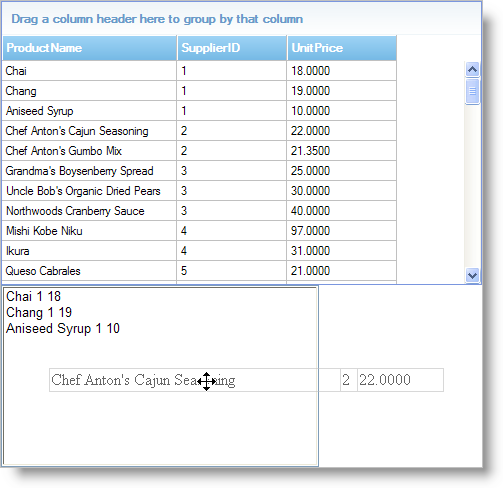 Drag a column header here to group by that column
ProductName SupplierID UnitPrice
Chai 1 18.0000
Chang 1 19.0000
Aniseed Syrup 1 10.0000
Chef Anton's Cajun Seasoning 2 22.0000
Chef Anton's Gumbo Mix 2 21.3500
Grandma's Boysenberry Spread 3 25.0000
Uncle Bob's Organic Dried Pears 3 30.0000
Northwoods Cranberry Sauce 3 40.0000
Mishi Kobe Niku 4 97.0000
Ikura 4 31.0000
Queso Cabrales 5 21.0000
Chai 1 18
Chang 1 19
Aniseed Syrup 1 10
Chef Anton's Cajun Seasoning 2 22.0000